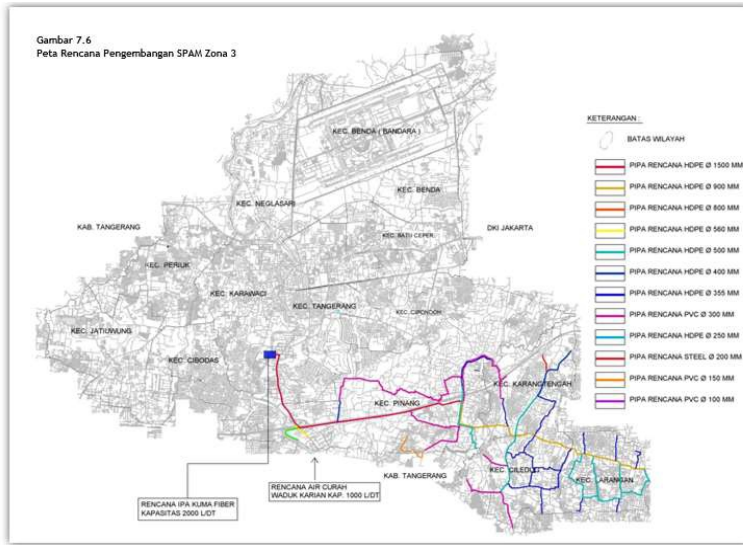 Gambar 7.6
Peta Rencana Pengembangan SPAM Zona 3
KETERANGAN :
BATAS WILAYAH
PIPA RENCANA HDPE Ø 1500 MM
PIPA RENCANA HDPE Ø 900 MM
PIPA RENCANA HDPE Ø 800 MM
PIPA RENCANA HDPE Ø 560 MM
PIPA RENCANA HDPE Ø 500 MM
PIPA RENCANA HDPE Ø 400 MM
PIPA RENCANA HDPE Ø 355 MM
PIPA RENCANA PVC Ø 300 MM
PIPA RENCANA HDPE Ø 250 MM
PIPA RENCANA STEEL Ø 200 MM
PIPA RENCANA PVC Ø 150 MM
PIPA RENCANA PVC Ø 100 MM
KEC. BENDA ( BANDARA )
KEC. BENDA
KEC. NEGLASARI
KAB. TANGERANG
KEC. BATU CEPER
DKI JAKARTA
KEC. PERIUK
KEC. KARAWACI
KEC. TANGERANG
KEC. CIPONDOH
KEC. JATIUWUNG
KEC. CIBODAS
KEC. KARANGTENGAH
KEC. PINANG
KEC. CILEDUG
KAB. TANGERANG
KEC. LARANGAN
RENCANA AIR CURAH
WADUK KARIAN KAP. 1000 L/DT
RENCANA IPA KUMA FIBER
KAPASITAS 2000 L/DT